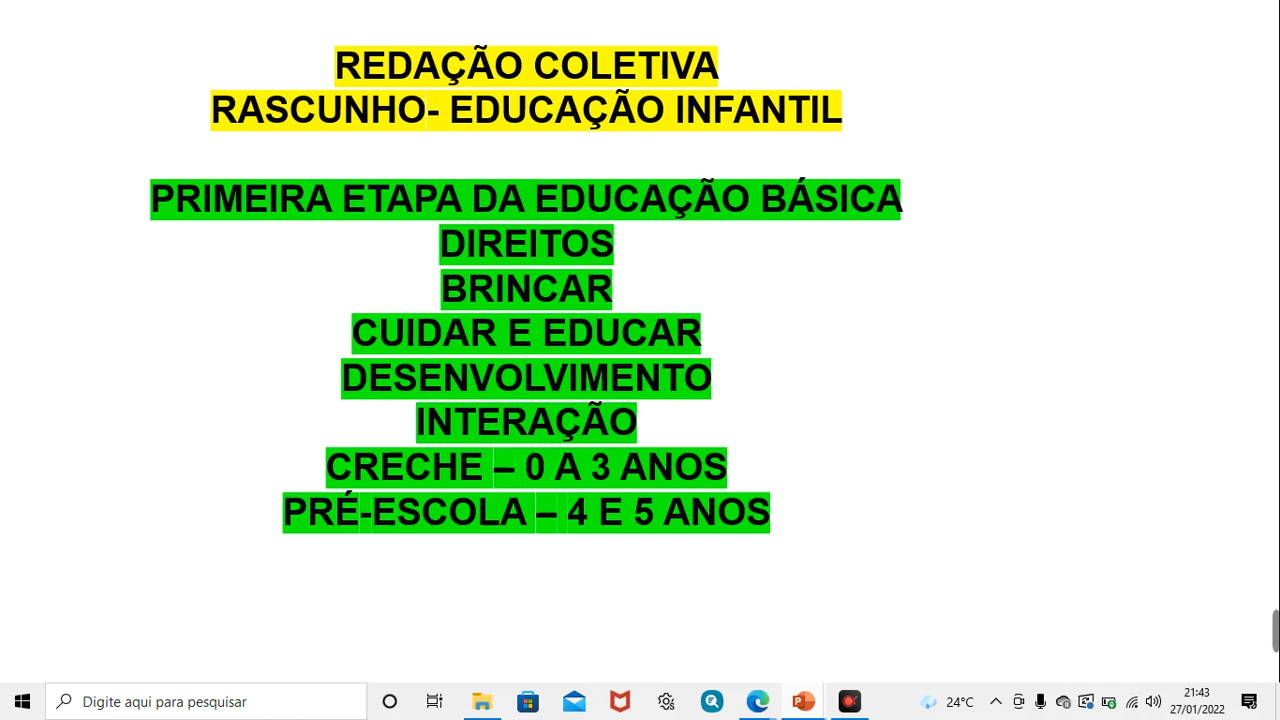 REDAÇÃO COLETIVA
RASCUNHO- EDUCAÇÃO INFANTIL
PRIMEIRA ETAPA DA EDUCAÇÃO BÁSICA
DIREITOS
BRINCAR
CUIDAR E EDUCAR
DESENVOLVIMENTO
INTERAÇÃO
CRECHE – 0 A 3 ANOS
PRÉ-ESCOLA – 4 E 5 ANOS
Digite aqui para pesquisar
24°C
21:43
27/01/2022